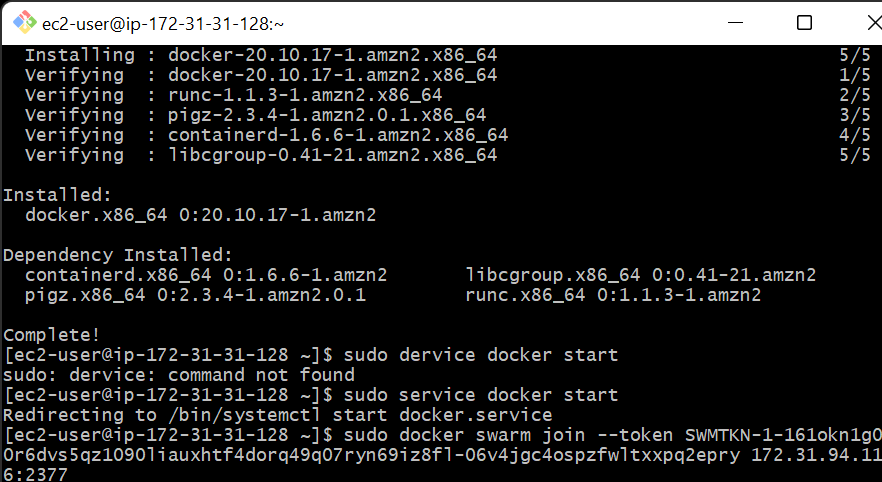 ec2-user@ip-172-31-31-128:~
Installing : docker-20.10.17-1.amzn2.x86_64 5/5
Verifying : docker-20.10.17-1.amzn2.x86_64 1/5
Verifying : runc-1.1.3-1.amzn2.x86_64 2/5
Verifying : pigz-2.3.4-1.amzn2.0.1.x86_64 3/5
Verifying : containerd-1.6.6-1.amzn2.x86_64 4/5
Verifying : libcgroup-0.41-21.amzn2.x86_64 5/5
Installed:
docker.x86_64 0:20.10.17-1.amzn2
Dependency Installed:
containerd.x86_64 0:1.6.6-1.amzn2 libcgroup.x86_64 0:0.41-21.amzn2
pigz.x86_64 0:2.3.4-1.amzn2.0.1 runc.x86_64 0:1.1.3-1.amzn2
Complete!
[ec2-user@ip-172-31-31-128 ~]$ sudo dervice docker start
sudo: dervice: command not found
[ec2-user@ip-172-31-31-128 ~]$ sudo service docker start
Redirecting to /bin/systemctl start docker.service
[ec2-user@ip-172-31-31-128 ~]$ sudo docker swarm join --token SWMTKN-1-161okn1g0
0r6dvs5qz1090liauxhtf4dorq49q07ryn69iz8fl-06v4jgc4ospzfwltxxpq2epry 172.31.94.11
6:2377